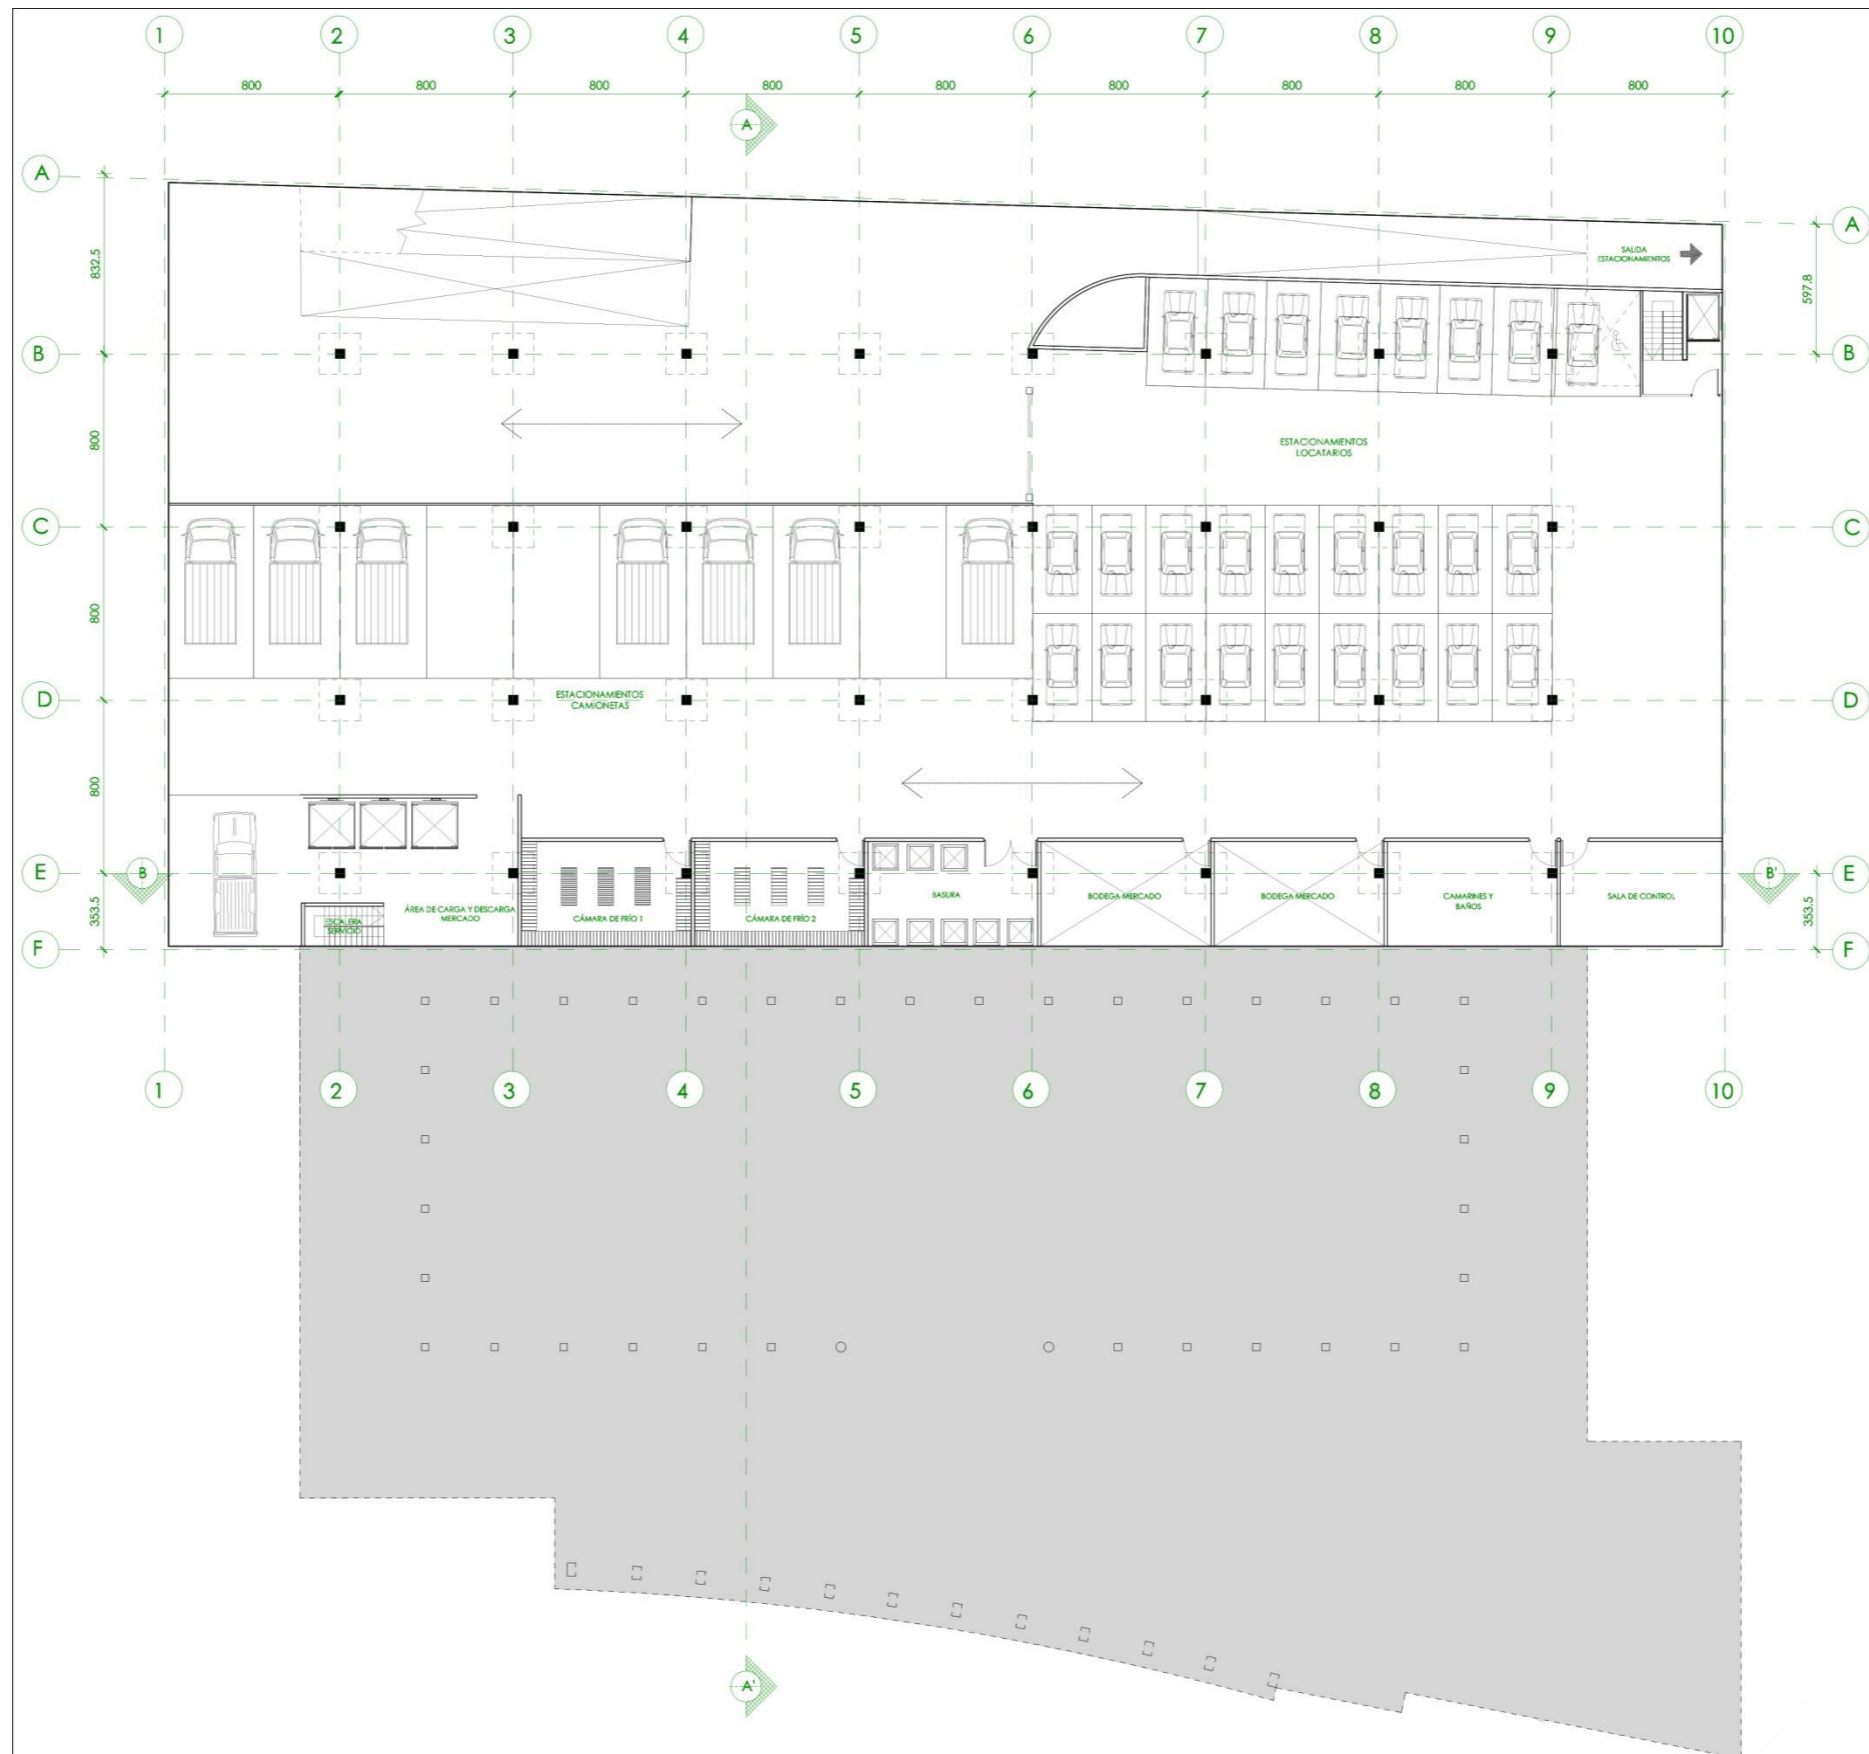 1 2 3 4 5 6 7 8 9 10
800 800 800 800 800 800 800 800 800
A
A
A
832.5
SALIDA
ESTACIONAMIENTOS
597.8
B
B
800
ESTACIONAMIENTOS
LOCATARIOS
C
C
800
D
ESTACIONAMIENTOS
CAMIONETAS
D
800
E
B
B'
E
353.5
ESCALERA
SERVICIO
ÁREA DE CARGA Y DESCARGA
MERCADO
CÁMARA DE FRÍO 1
CÁMARA DE FRÍO 2
BASURA
BODEGA MERCADO
BODEGA MERCADO
CAMARINES Y
BAÑOS
SALA DE CONTROL
353.5
F
F
1 2 3 4 5 6 7 8 9 10
A'